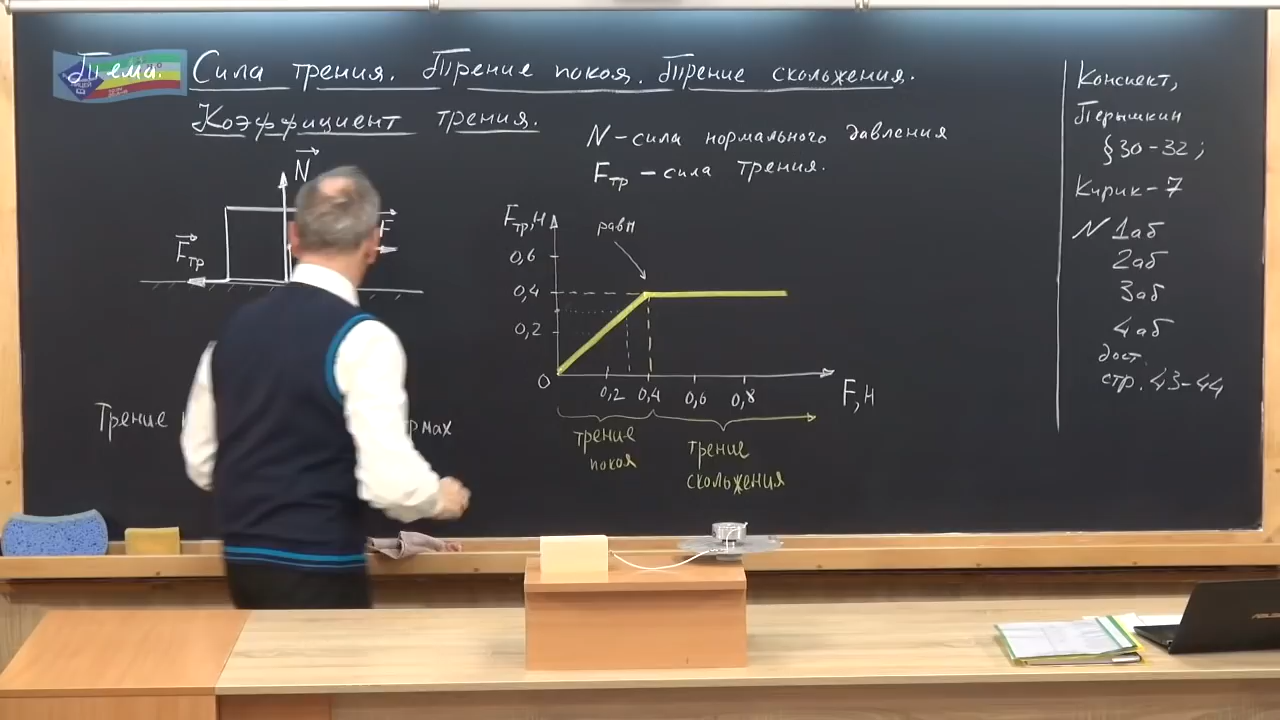 Тема. Сила трения. Трение покоя. Трение скольжения.
Коэффициент трения.
N - сила нормального давления
Fтр - сила трения.
N
F
Fтр
Трение
max
Fтр, Н
0,6
0,4
0,2
0
0,2 0,4 0,6 0,8
F, Н
равн
трение
покоя
трение
скольжения
Конспект,
Пёрышкин
§30-32;
Кирик-7
N 1аб
2аб
3аб
4аб
дост.
стр. 43-44
ASUS